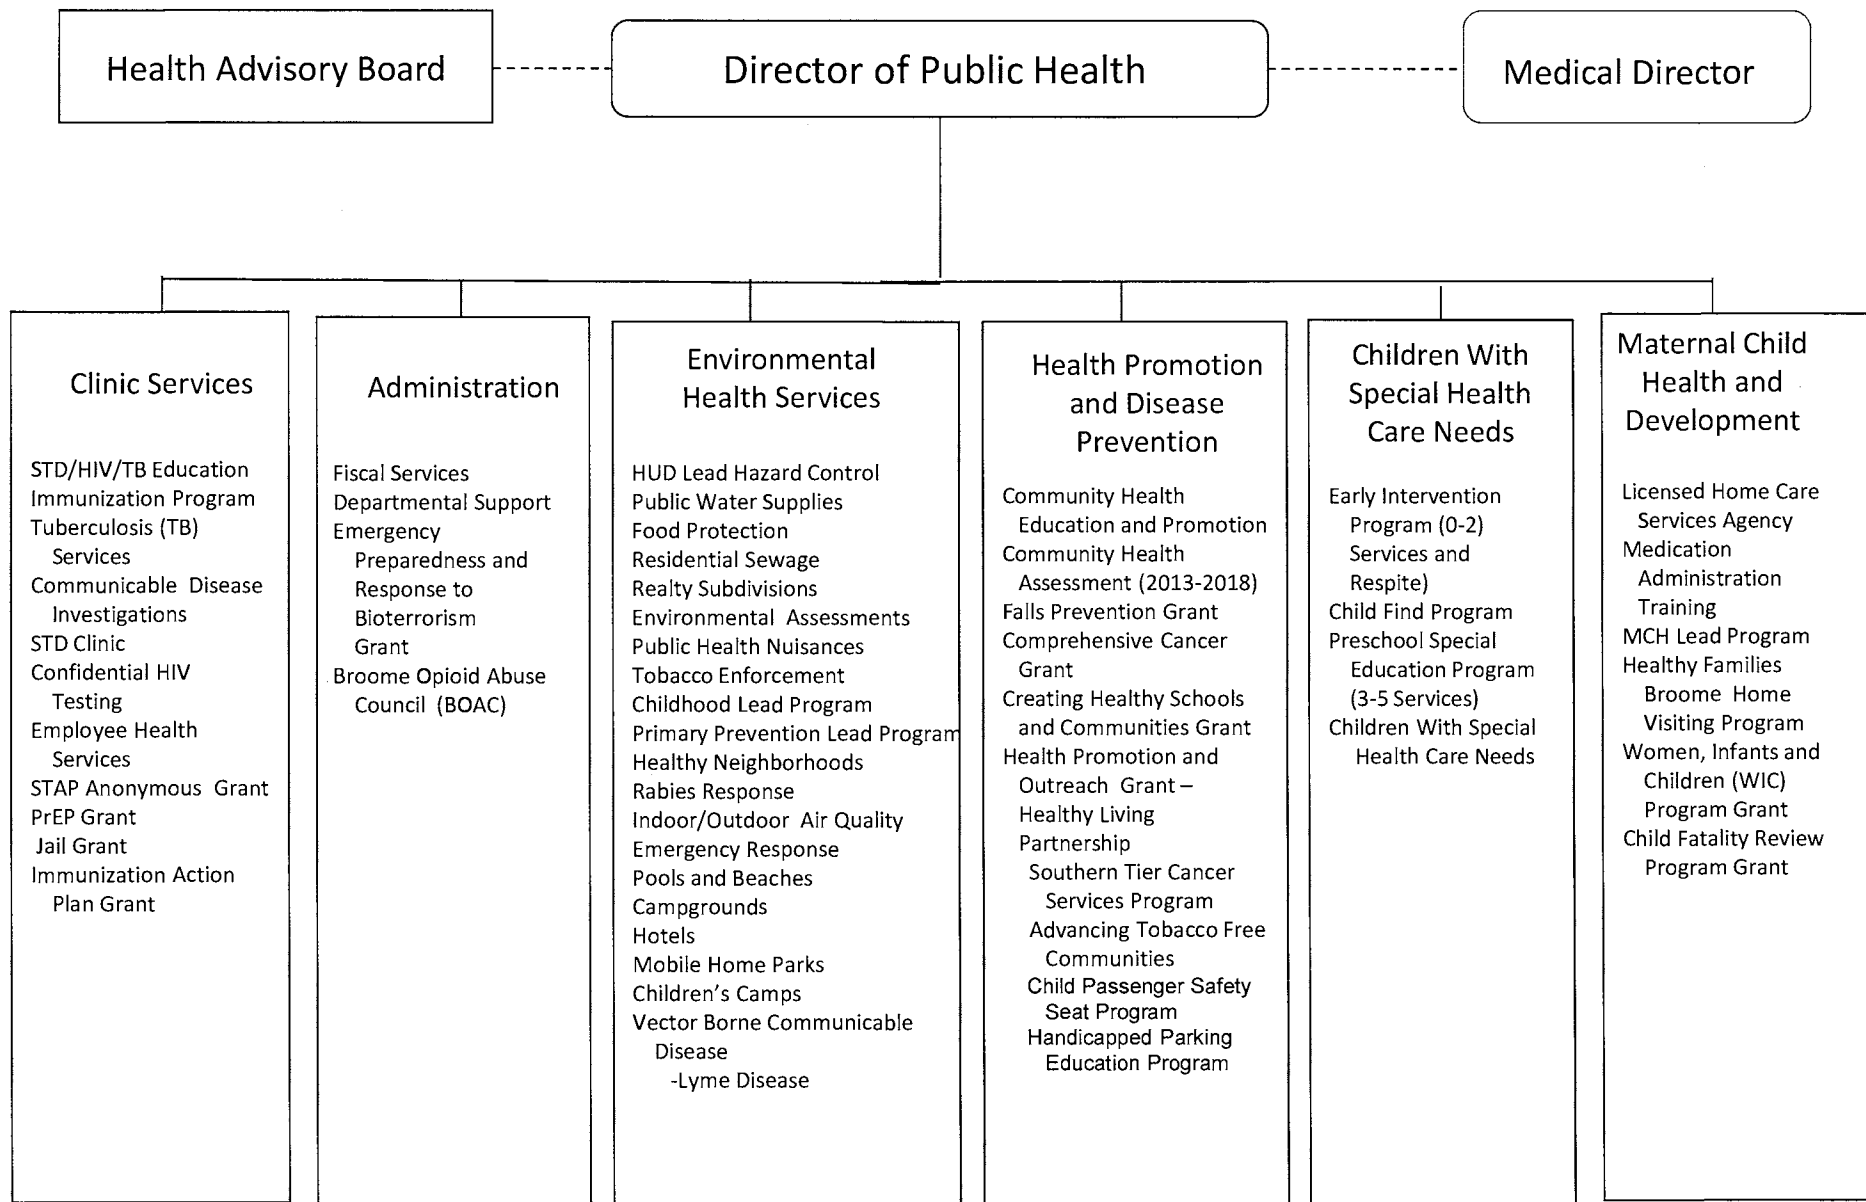 Health Advisory Board
Director of Public Health
Medical Director
Clinic Services
STD/HIV/TB Education
Immunization Program
Tuberculosis (TB)
Services
Communicable Disease
Investigations
STD Clinic
Confidential HIV
Testing
Employee Health
Services
STAP Anonymous Grant
PrEP Grant
Jail Grant
Immunization Action
Plan Grant
Administration
Fiscal Services
Departmental Support
Emergency
Preparedness and
Response to
Bioterrorism
Grant
Broome Opioid Abuse
Council (BOAC)
Environmental
Health Services
HUD Lead Hazard Control
Public Water Supplies
Food Protection
Residential Sewage
Realty Subdivisions
Environmental Assessments
Public Health Nuisances
Tobacco Enforcement
Childhood Lead Program
Primary Prevention Lead Program
Healthy Neighborhoods
Rabies Response
Indoor/Outdoor Air Quality
Emergency Response
Pools and Beaches
Campgrounds
Hotels
Mobile Home Parks
Children's Camps
Vector Borne Communicable
Disease
-Lyme Disease
Health Promotion
and Disease
Prevention
Community Health
Education and Promotion
Community Health
Assessment (2013-2018)
Falls Prevention Grant
Comprehensive Cancer
Grant
Creating Healthy Schools
and Communities Grant
Health Promotion and
Outreach Grant –
Healthy Living
Partnership
Southern Tier Cancer
Services Program
Advancing Tobacco Free
Communities
Child Passenger Safety
Seat Program
Handicapped Parking
Education Program
Children With
Special Health
Care Needs
Early Intervention
Program (0-2)
Services and
Respite)
Child Find Program
Preschool Special
Education Program
(3-5 Services)
Children With Special
Health Care Needs
Maternal Child
Health and
Development
Licensed Home Care
Services Agency
Medication
Administration
Training
MCH Lead Program
Healthy Families
Broome Home
Visiting Program
Women, Infants and
Children (WIC)
Program Grant
Child Fatality Review
Program Grant